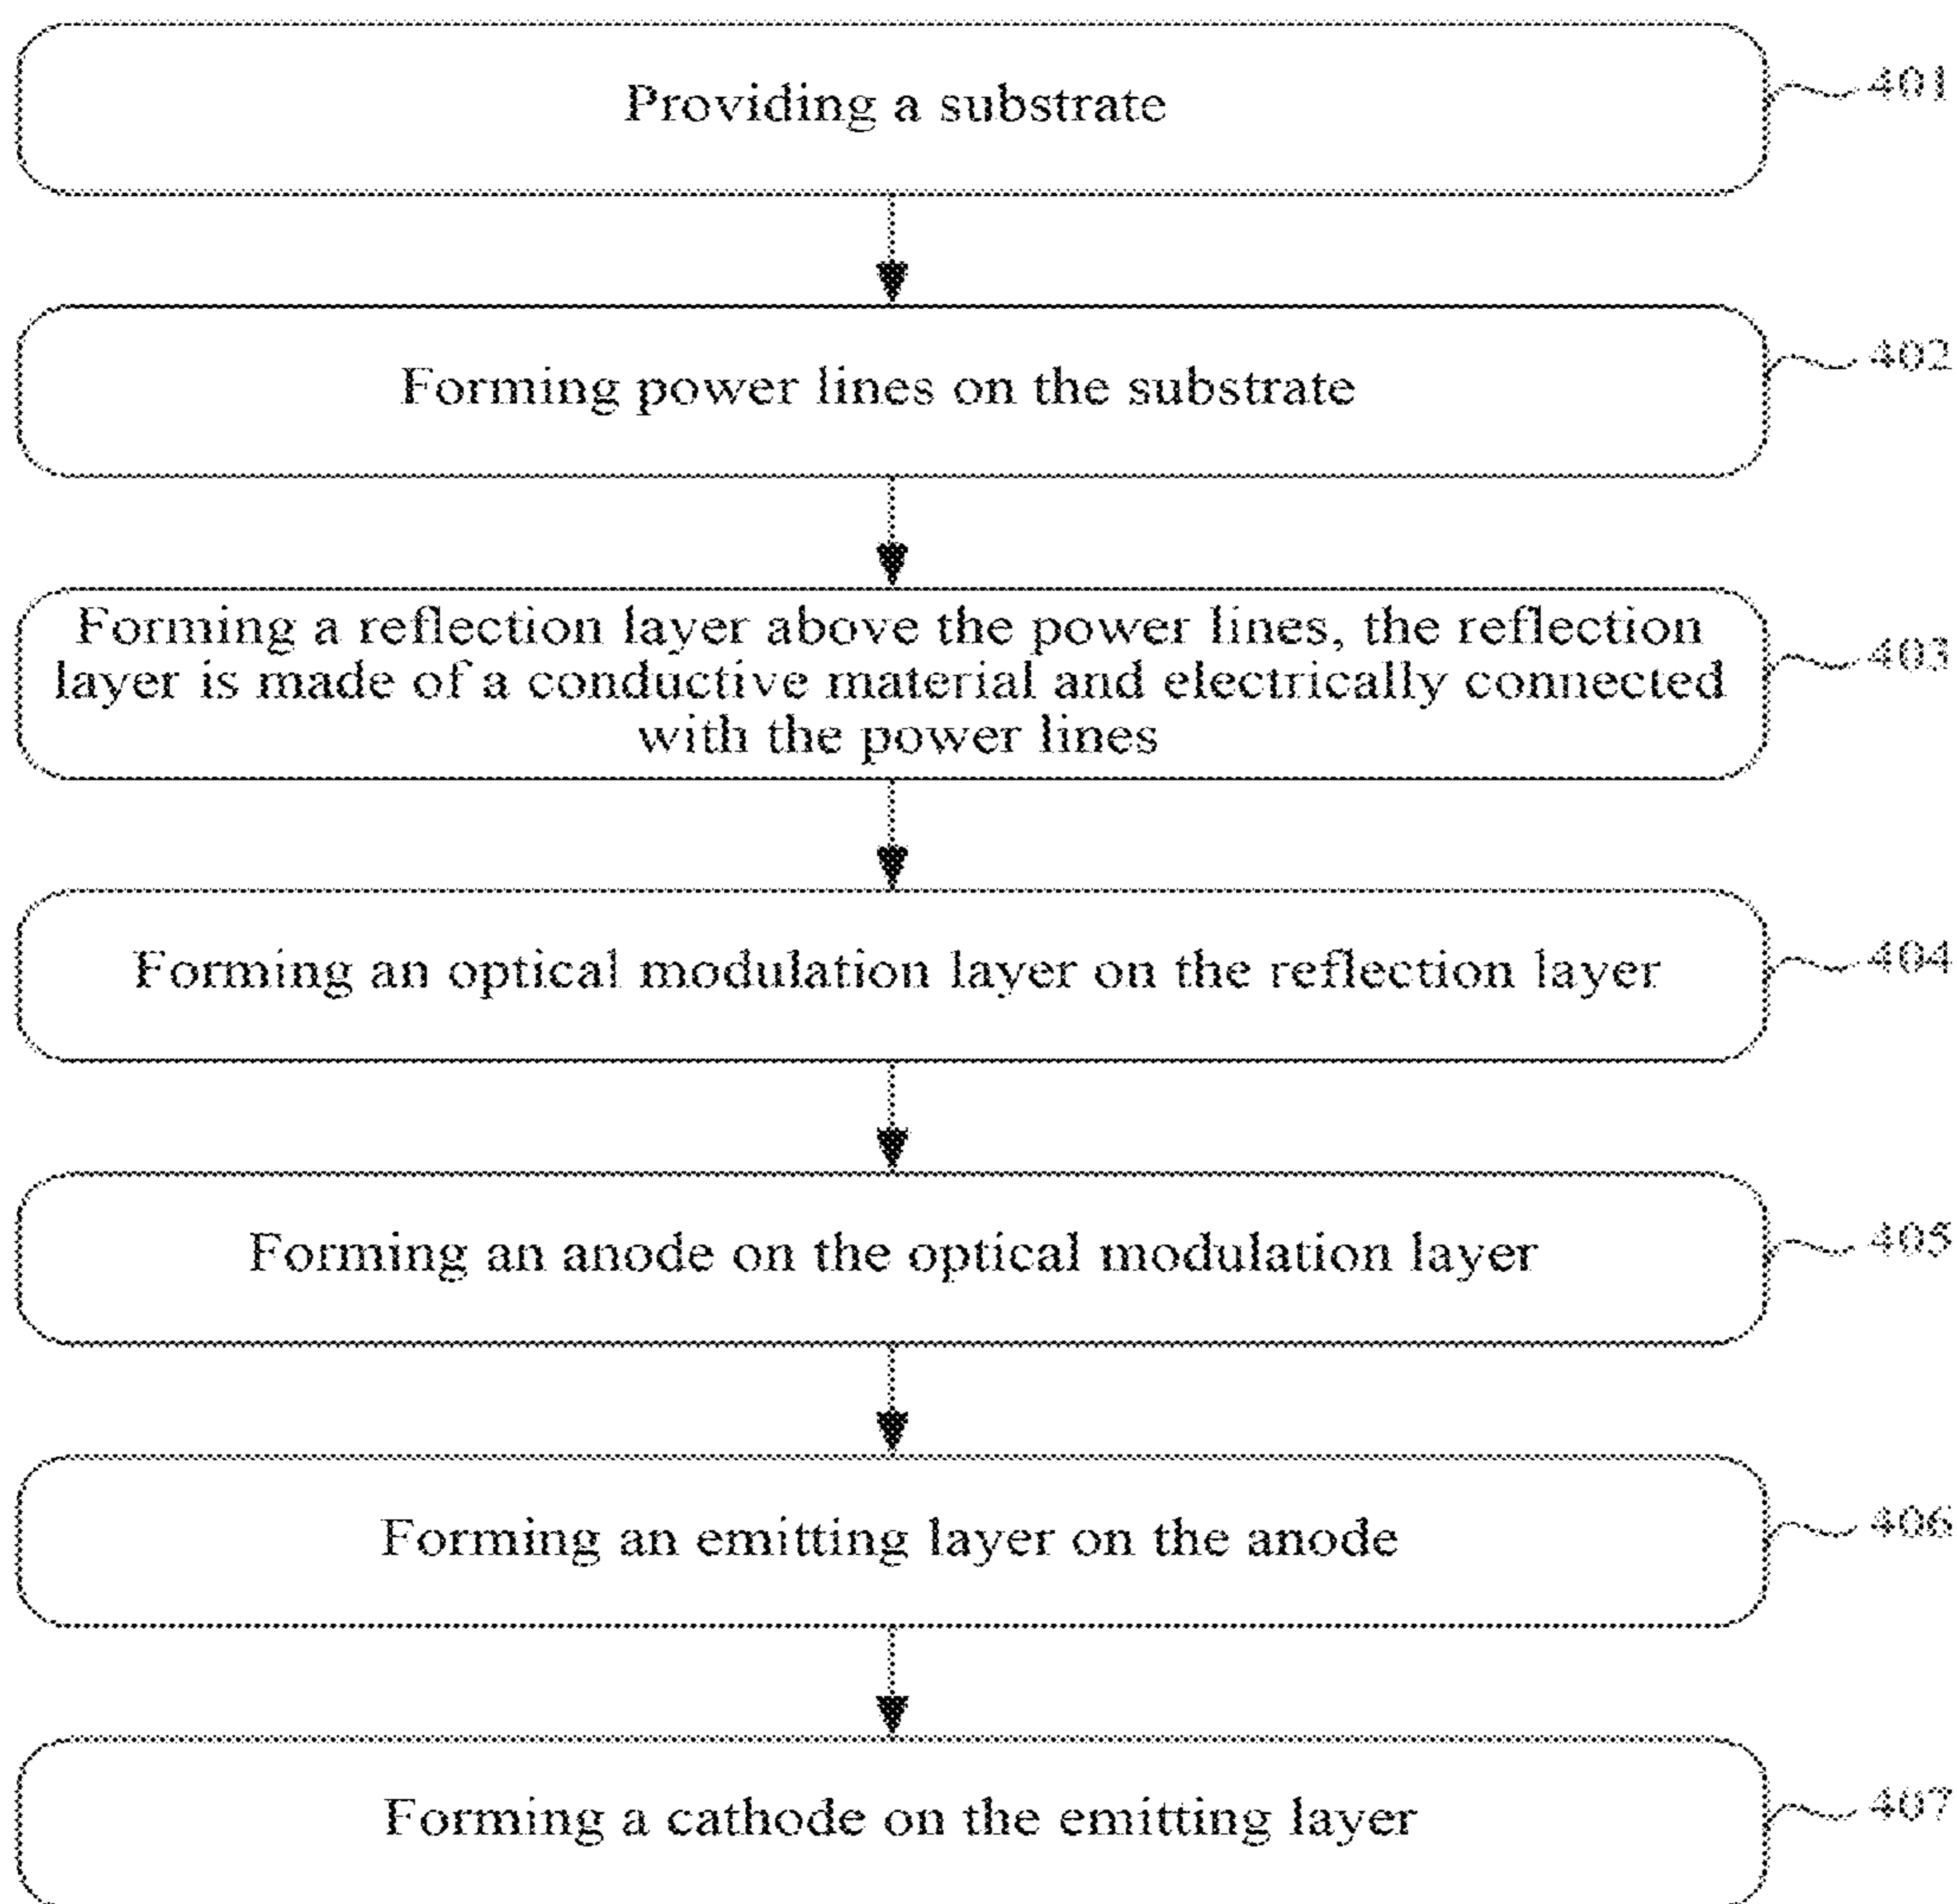 Providing a substrate
401
Forming power lines on the substrate
402
Forming a reflection layer above the power lines, the reflection
layer is made of a conductive material and electrically connected
with the power lines
403
Forming an optical modulation layer on the reflection layer
404
Forming an anode on the optical modulation layer
405
Forming an emitting layer on the anode
406
Forming a cathode on the emitting layer
407